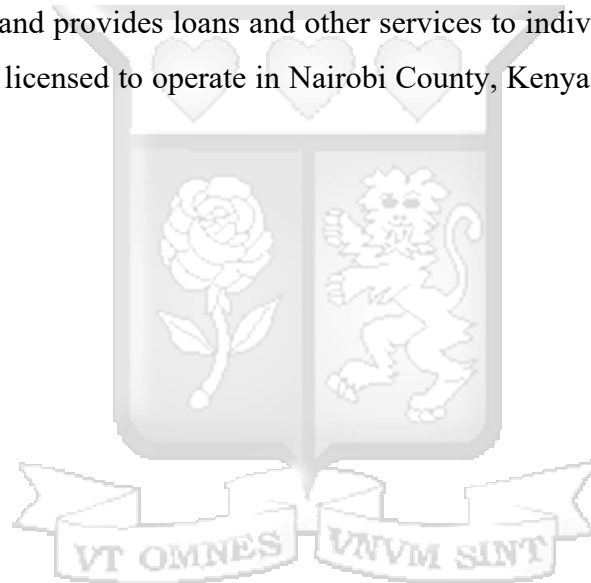 and provides loans and other services to indiv
licensed to operate in Nairobi County, Kenya
VT OMNES VNVM SINT